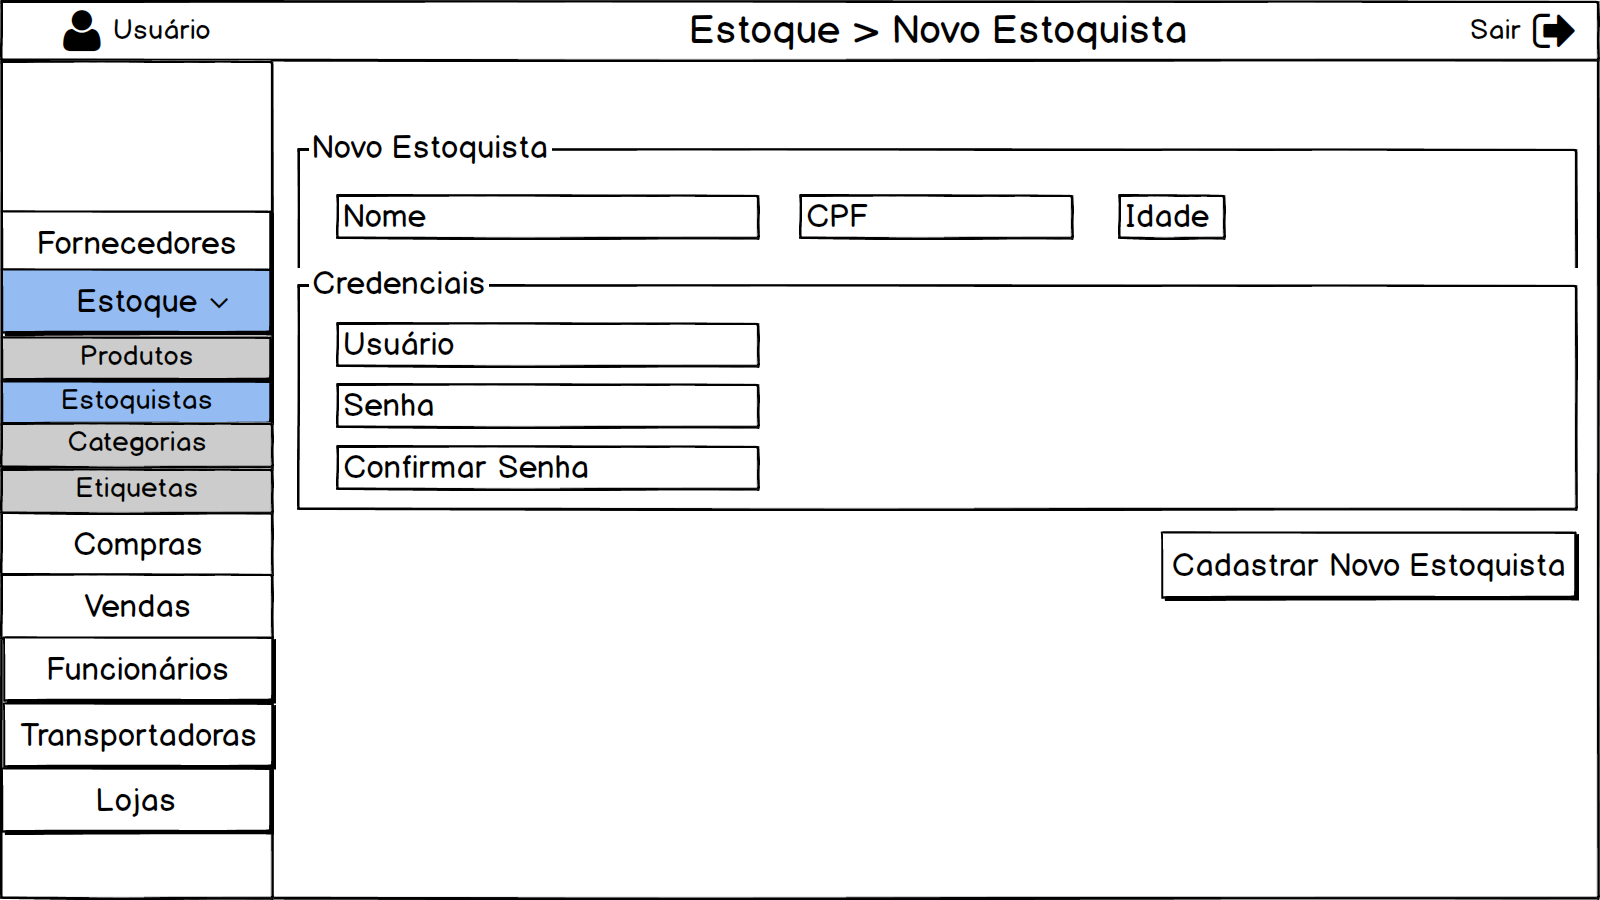 Usuário
Estoque > Novo Estoquista
Sair
Fornecedores
Estoque
Produtos
Estoquistas
Categorias
Etiquetas
Compras
Vendas
Funcionários
Transportadoras
Lojas
Novo Estoquista
Nome
CPF
Idade
Credenciais
Usuário
Senha
Confirmar Senha
Cadastrar Novo Estoquista